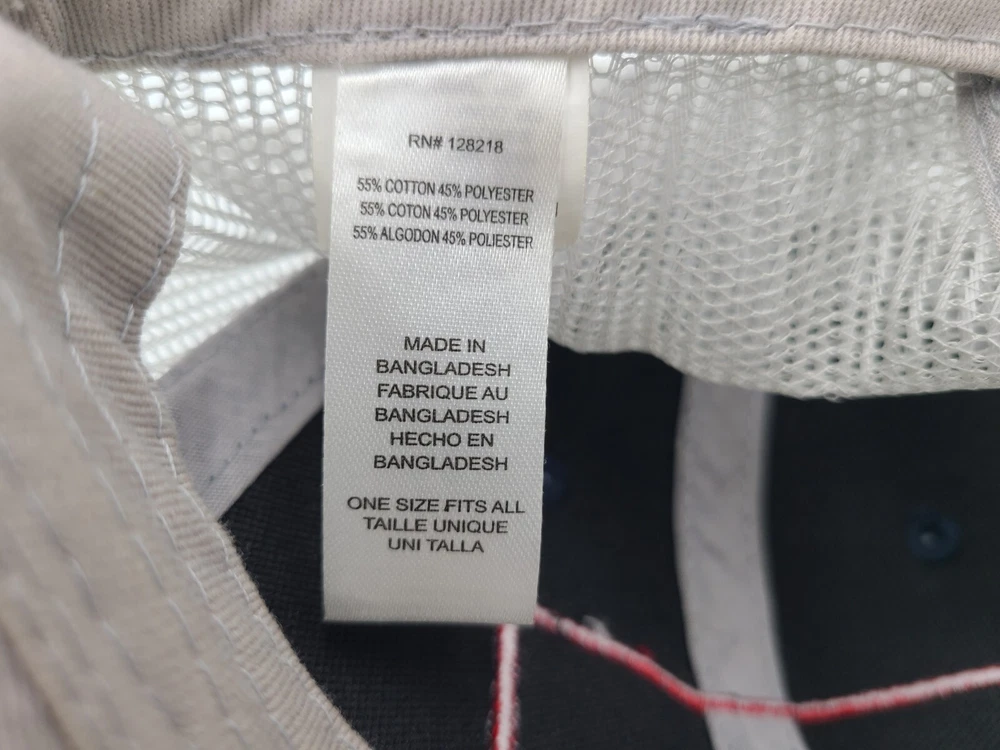 RN# 128218
55% COTTON 45% POLYESTER
55% COTON 45% POLYESTER
55% ALGODON 45% POLIESTER
MADE IN
BANGLADESH
FABRIQUE AU
BANGLADESH
HECHO EN
BANGLADESH
ONE SIZE FITS ALL
TAILLE UNIQUE
UNI TALLA